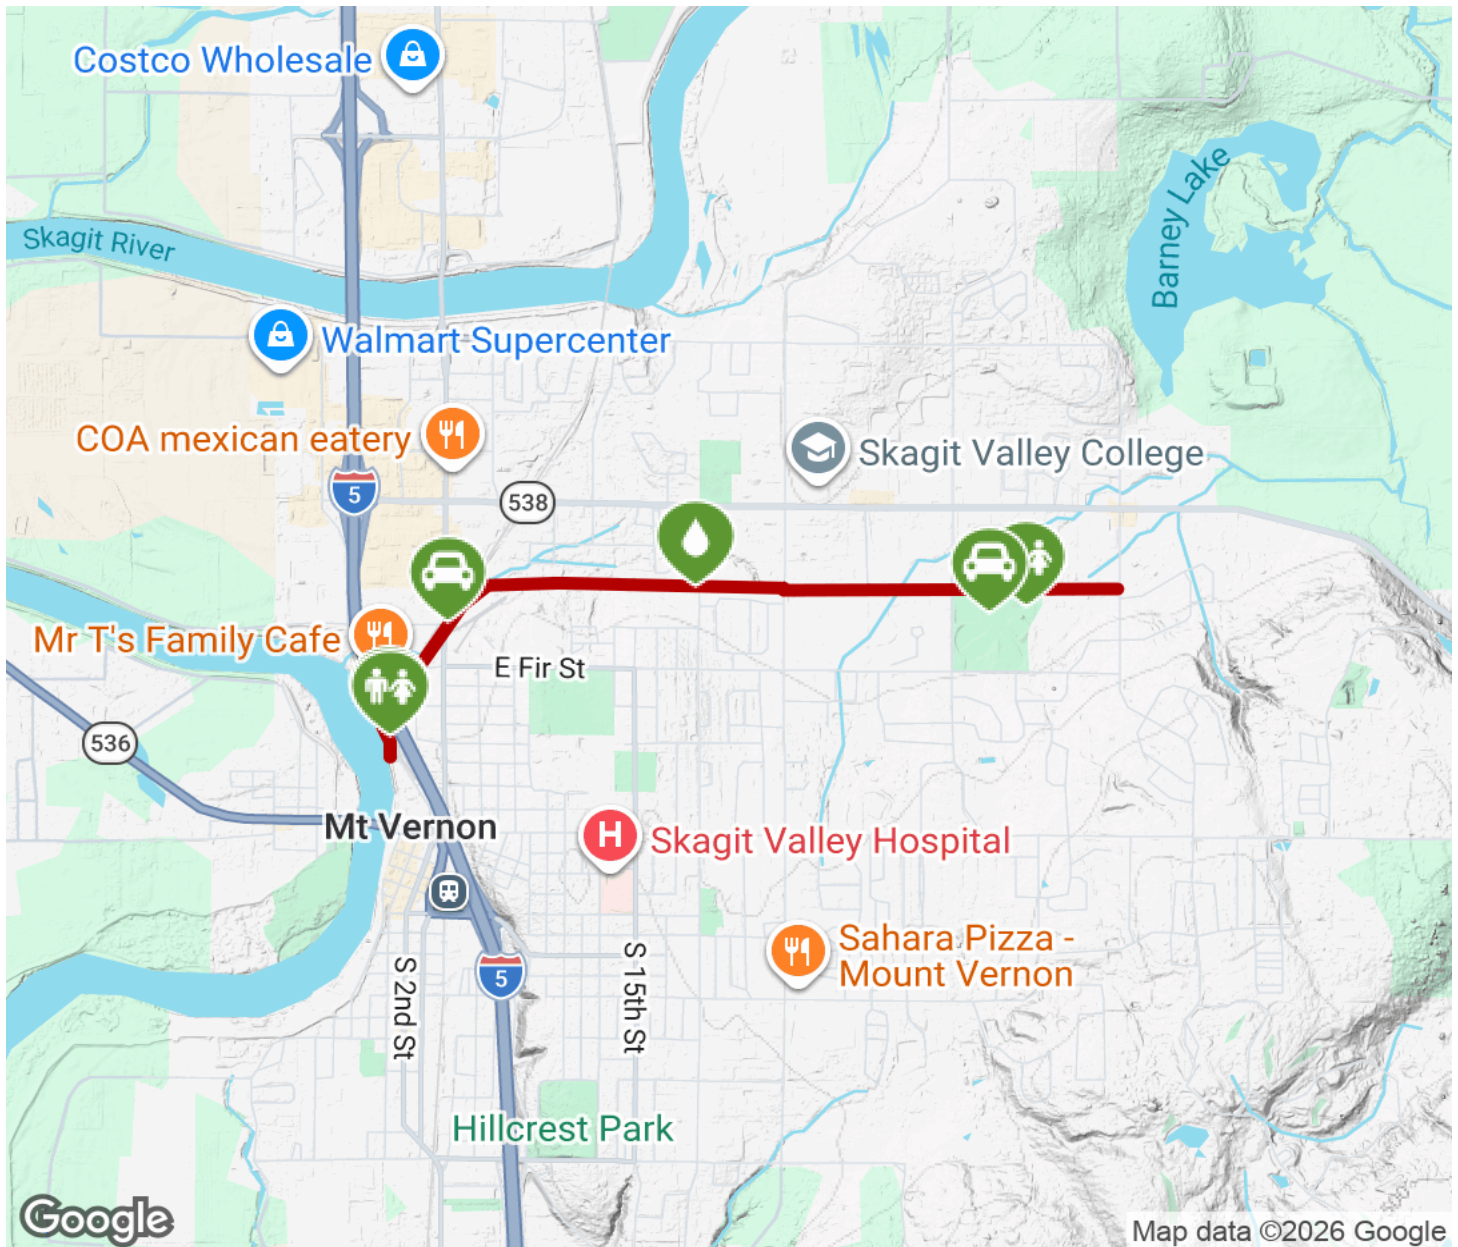 Costco Wholesale
Skagit River
Barney Lake
Walmart Supercenter
COA mexican eatery
Skagit Valley College
5
538
Mr T's Family Cafe
E Fir St
536
Mt Vernon
H
Skagit Valley Hospital
Sahara Pizza -
Mount Vernon
S 2nd St
5
S 15th St
Hillcrest Park
Google
Map data ©2026 Google